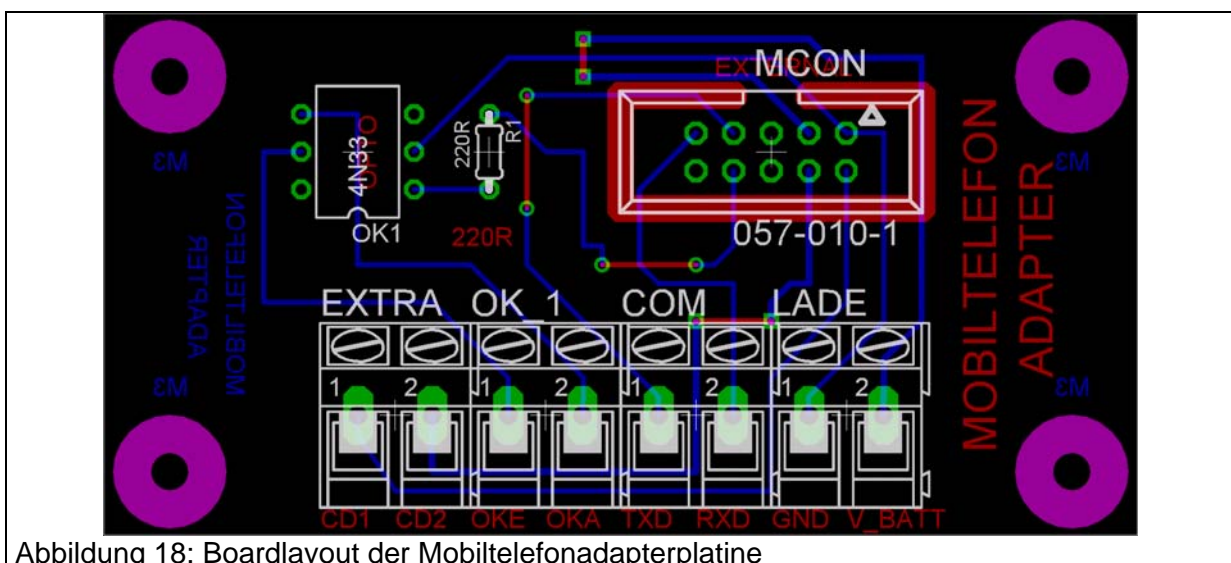 MCON
EXTERNAL
OPTO
4N33
OK1
220R
R1
220R
057-010-1
MOBILTELEFON
ADAPTER
M3
M3
MOBILTELEFON
ADAPTER
M3
M3
EXTRA OK_1 COM LADE
1 2 1 2 1 2 1 2
CD1 CD2 OKE OKA TXD RXD GND V_BATT
Abbildung 18: Boardlayout der Mobiltelefonadapterplatine